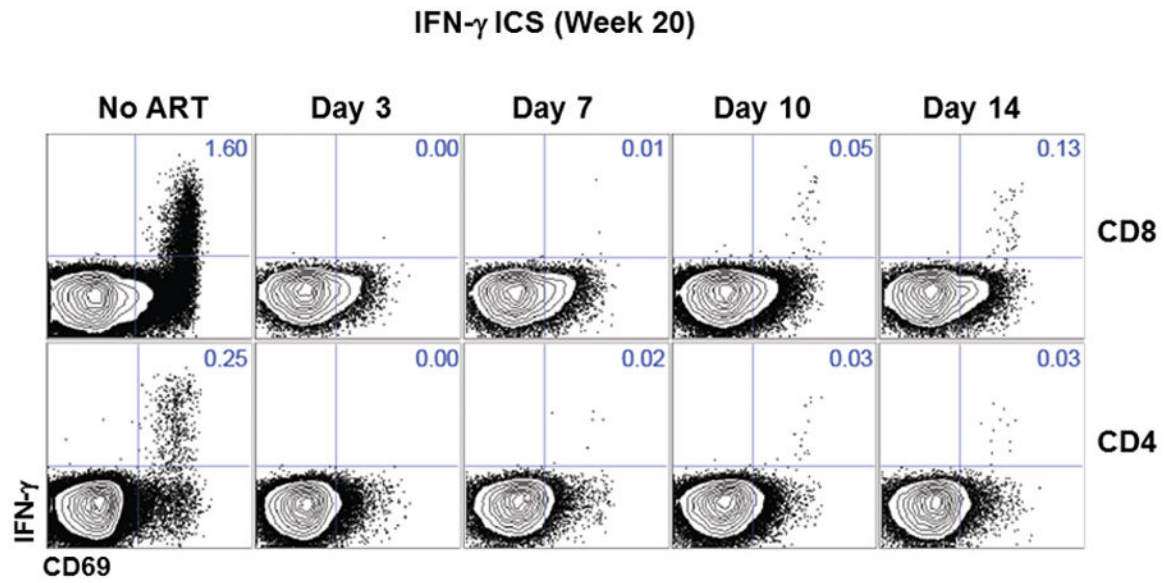 IFN-γ ICS (Week 20)
No ART Day 3 Day 7 Day 10 Day 14
1.60 0.00 0.01 0.05 0.13
CD8
0.25 0.00 0.02 0.03 0.03
CD4
IFN-γ
CD69